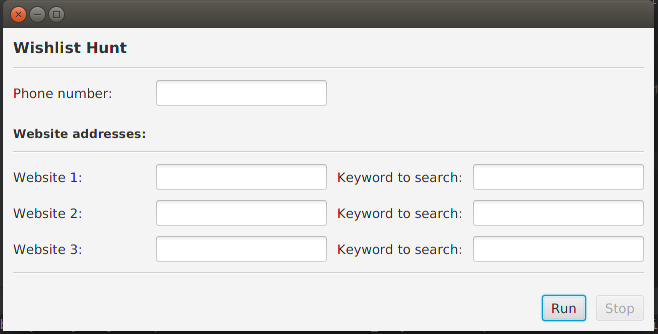 Wishlist Hunt
Phone number:
Website addresses:
Website 1: Keyword to search:
Website 2: Keyword to search:
Website 3: Keyword to search:
Run Stop